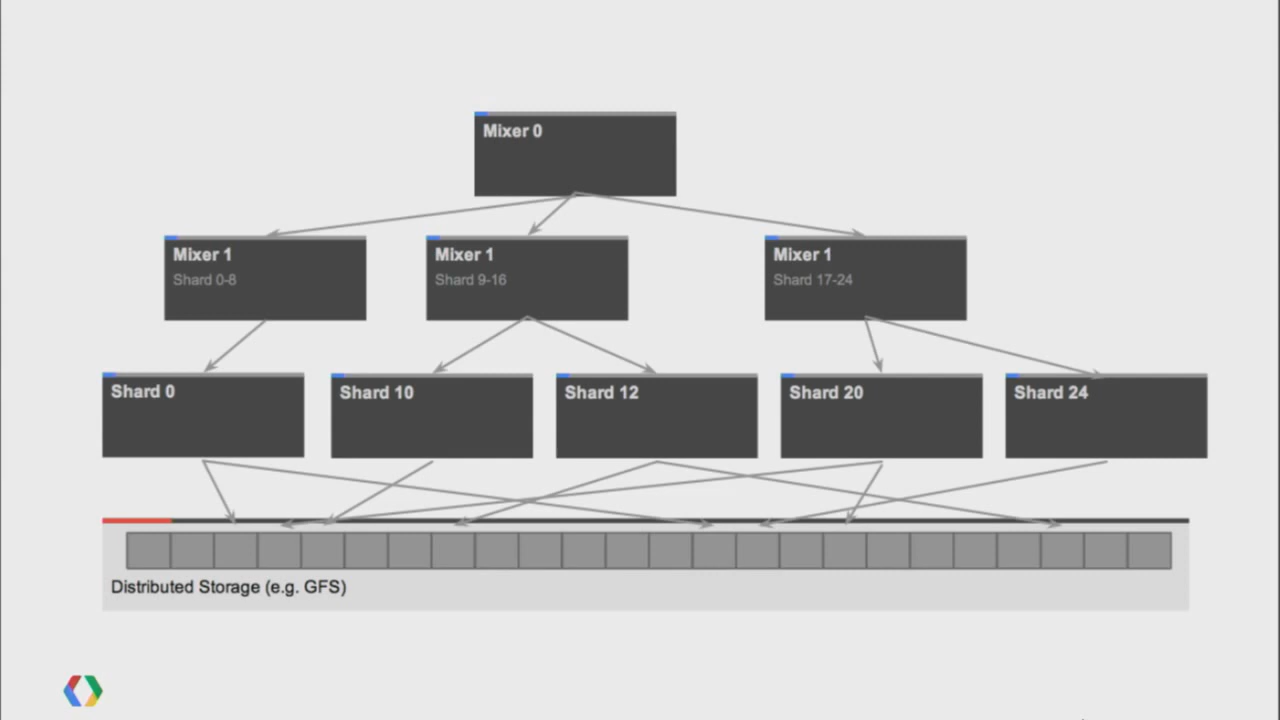 Mixer 0
Mixer 1
Shard 0-8
Mixer 1
Shard 9-16
Mixer 1
Shard 17-24
Shard 0
Shard 10
Shard 12
Shard 20
Shard 24
Distributed Storage (e.g. GFS)